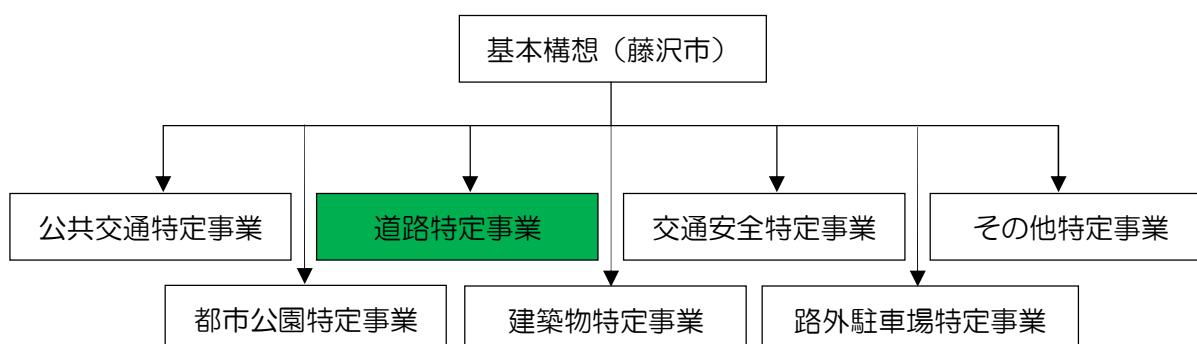 基本構想（藤沢市）
公共交通特定事業
道路特定事業
交通安全特定事業
その他特定事業
都市公園特定事業
建築物特定事業
路外駐車場特定事業